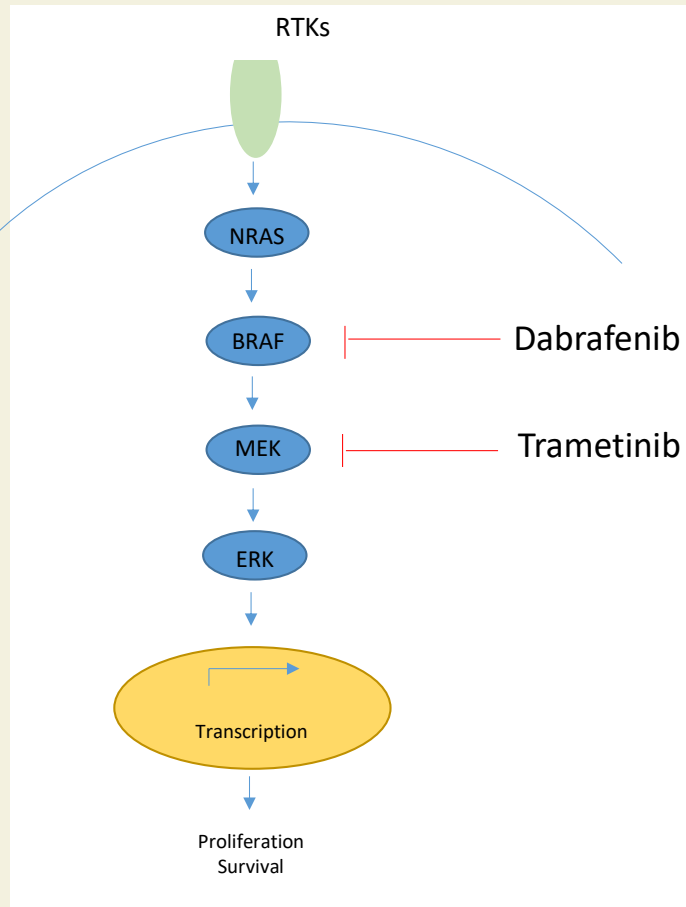 RTKs
NRAS
BRAF
Dabrafenib
MEK
Trametinib
ERK
Transcription
Proliferation
Survival